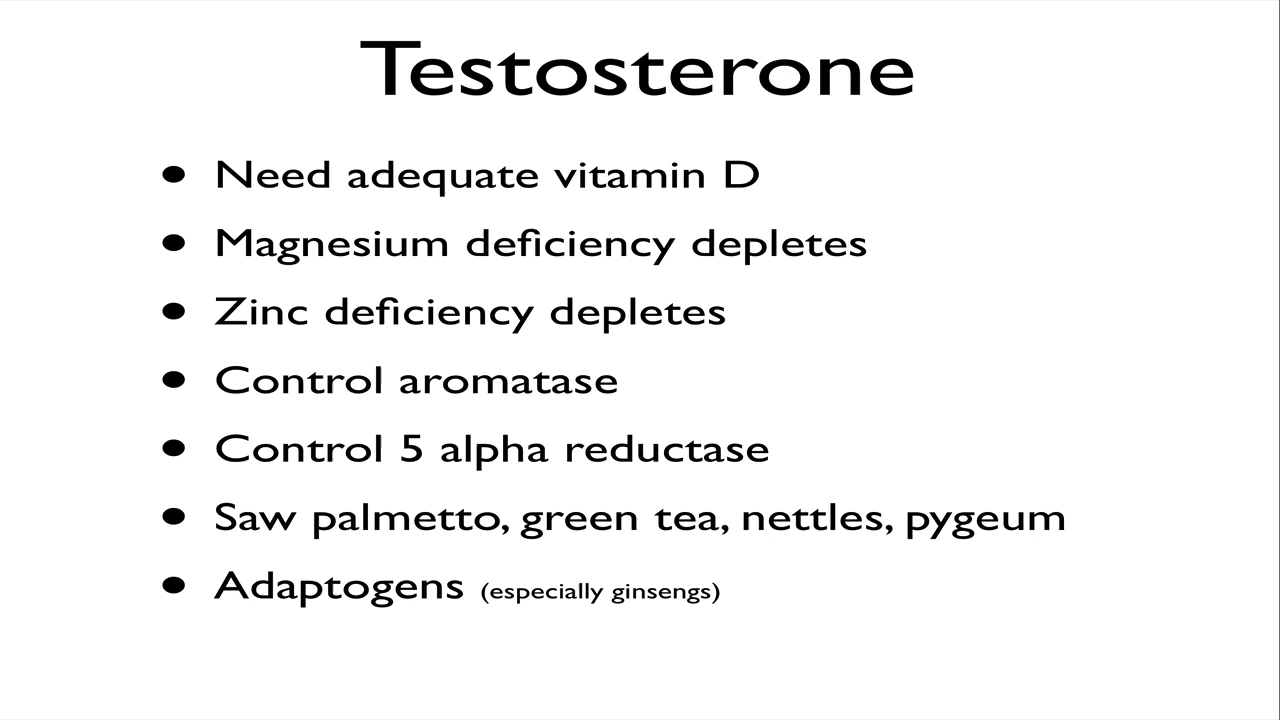 Testosterone
• Need adequate vitamin D
• Magnesium deficiency depletes
• Zinc deficiency depletes
• Control aromatase
• Control 5 alpha reductase
• Saw palmetto, green tea, nettles, pygeum
• Adaptogens (especially ginsengs)